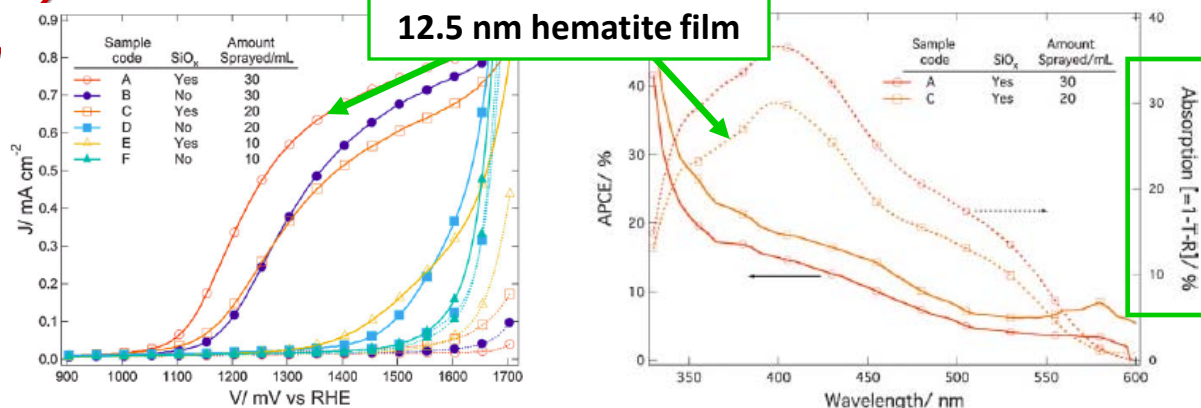 12.5 nm hematite film
0.9
0.8
0.7
0.6
0.5
0.4
0.3
0.2
0.1
0.0
J/ mA cm⁻²
Sample code SiOₓ Amount Sprayed/mL
A Yes 30
B No 30
C Yes 20
D No 20
E Yes 10
F No 10
900 1000 1100 1200 1300 1400 1500 1600 1700
V/ mV vs RHE
40
30
20
10
0
APCE/ %
Sample code SiOₓ Amount Sprayed/mL
A Yes 30
C Yes 20
40
30
20
10
0
Absorption [=1-T-R]/ %
350 400 450 500 550 600
Wavelength/ nm